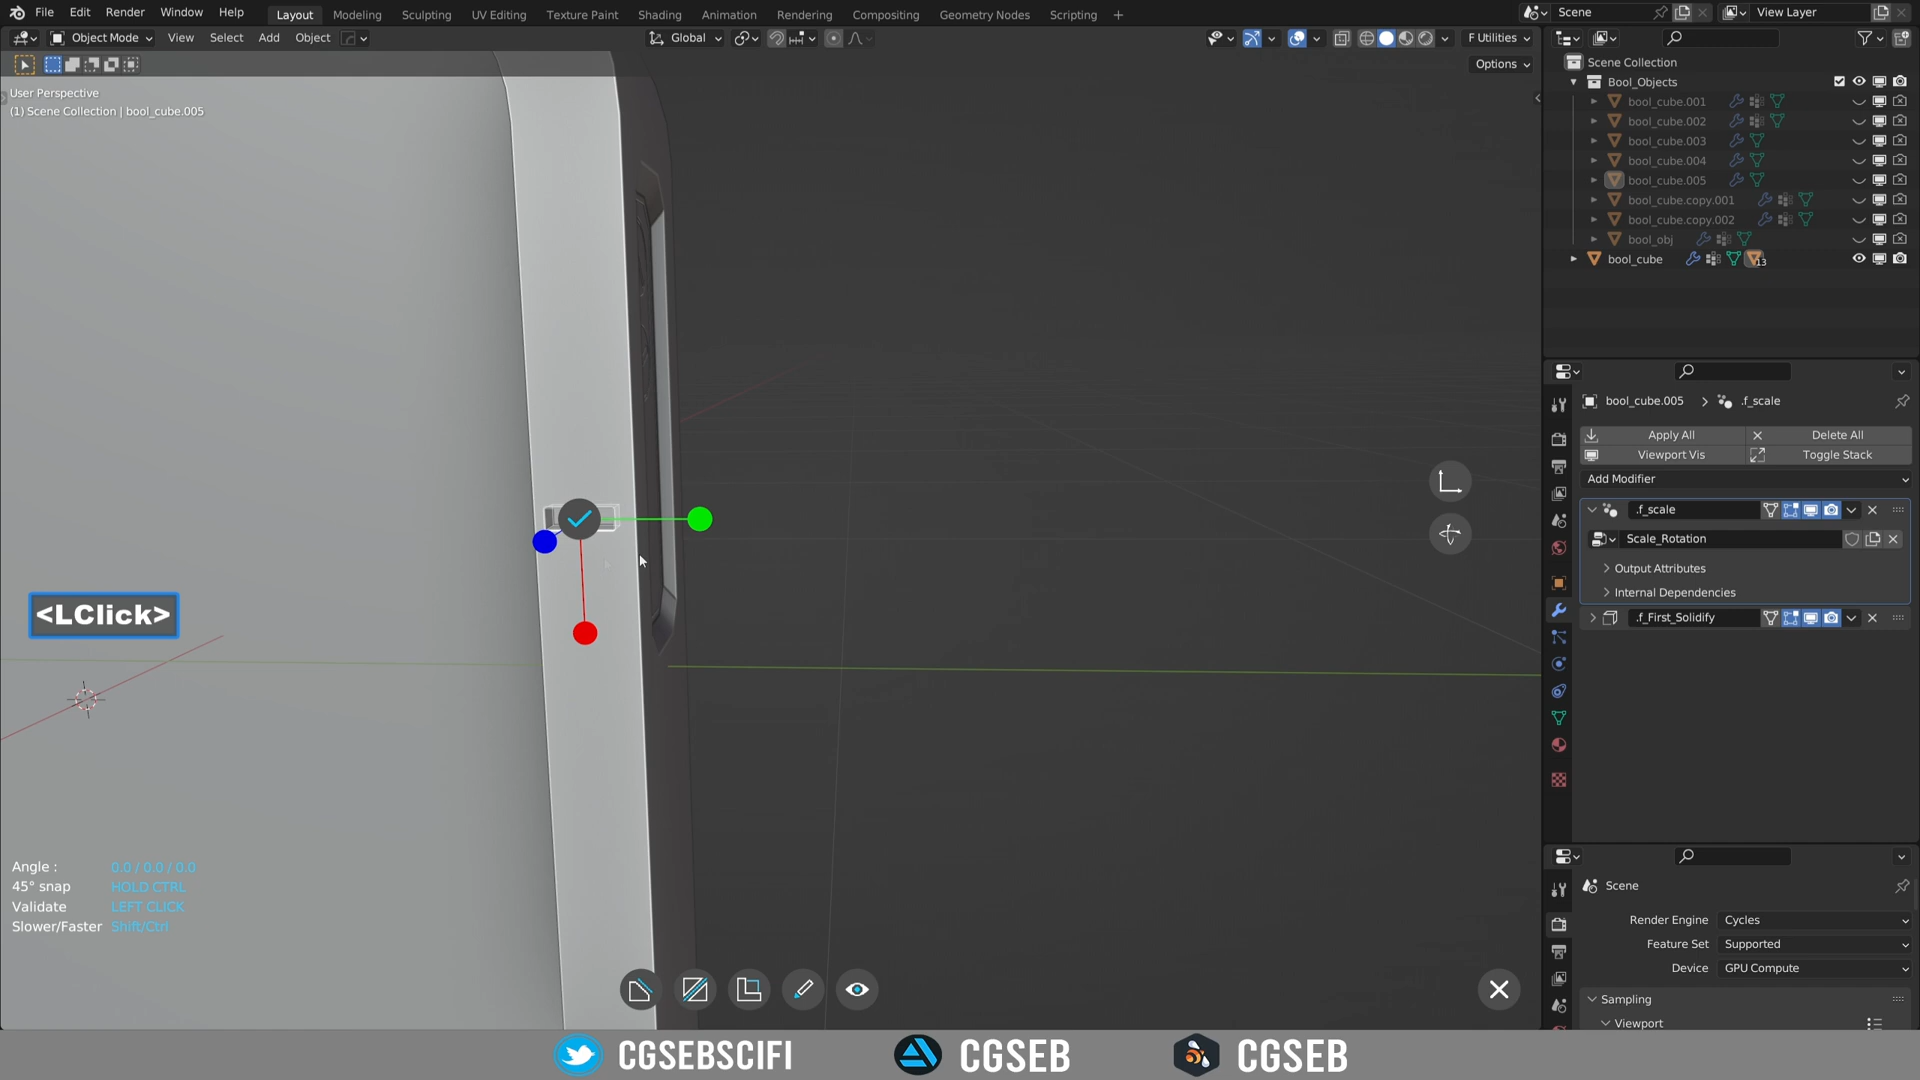 File Edit Render Window Help Layout Modeling Sculpting UV Editing Texture Paint Shading Animation Rendering Compositing Geometry Nodes Scripting + Scene View Layer
Object Mode View Select Add Object Global F Utilities
Options
User Perspective
(1) Scene Collection | bool_cube.005
Scene Collection
Bool_Objects
bool_cube.001
bool_cube.002
bool_cube.003
bool_cube.004
bool_cube.005
bool_cube.copy.001
bool_cube.copy.002
bool_obj
bool_cube 13
bool_cube.005 > .f_scale
Apply All Delete All
Viewport Vis Toggle Stack
Add Modifier
.f_scale
Scale_Rotation
Output Attributes
Internal Dependencies
.f_First_Solidify
<LClick>
Angle : 0.0 / 0.0 / 0.0
45° snap HOLD CTRL
Validate LEFT CLICK
Slower/Faster Shift/Ctrl
Scene
Render Engine Cycles
Feature Set Supported
Device GPU Compute
Sampling
Viewport
CGSEBSCIFI CGSEB CGSEB